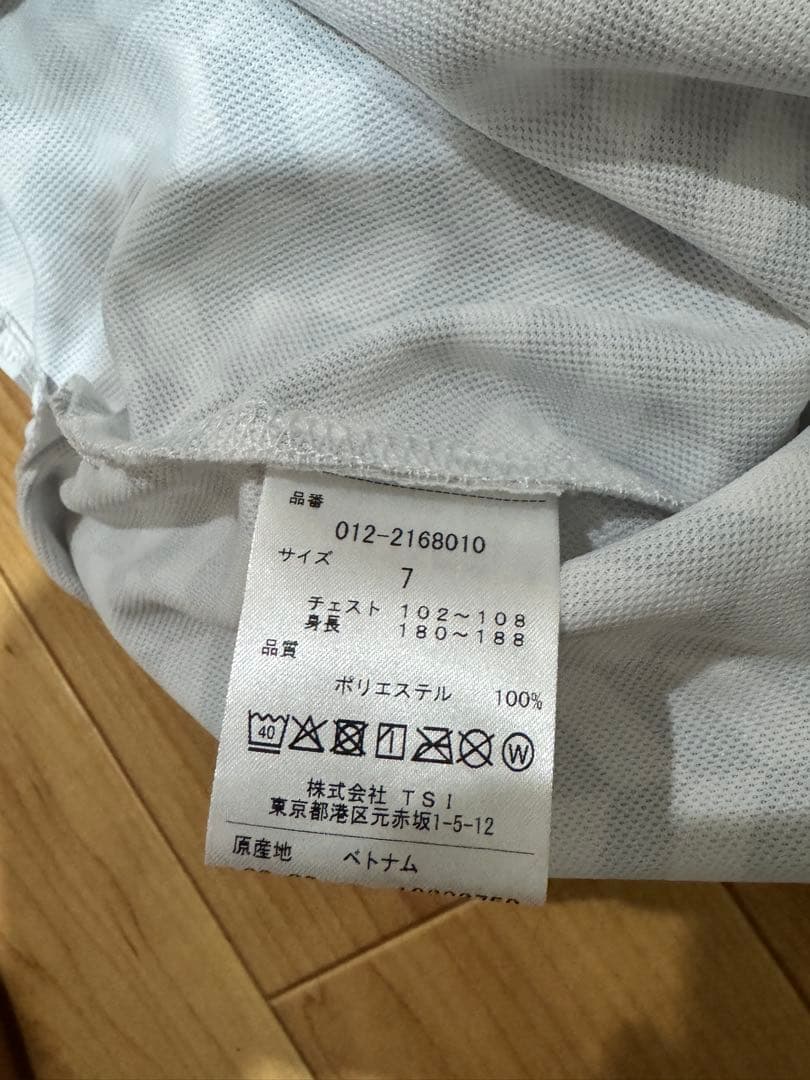 品番
012-2168010
サイズ
7
チェスト 102～108
身長 180～188
品質
ポリエステル 100%
40
W
株式会社 TSI
東京都港区元赤坂1-5-12
原産地 ベトナム